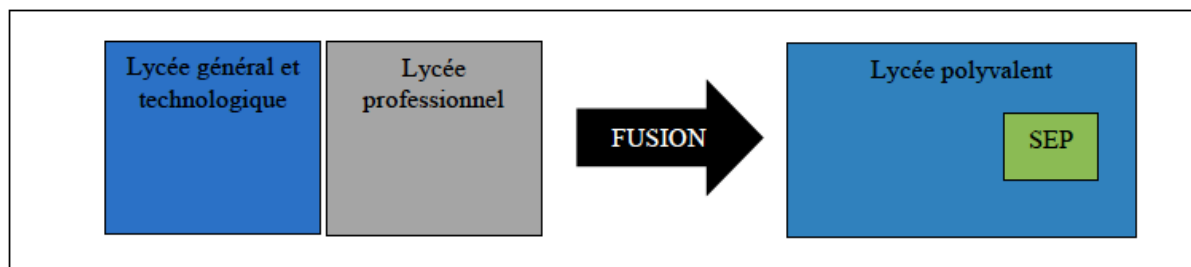 Lycée général et
technologique
Lycée
professionnel
FUSION
Lycée polyvalent
SEP